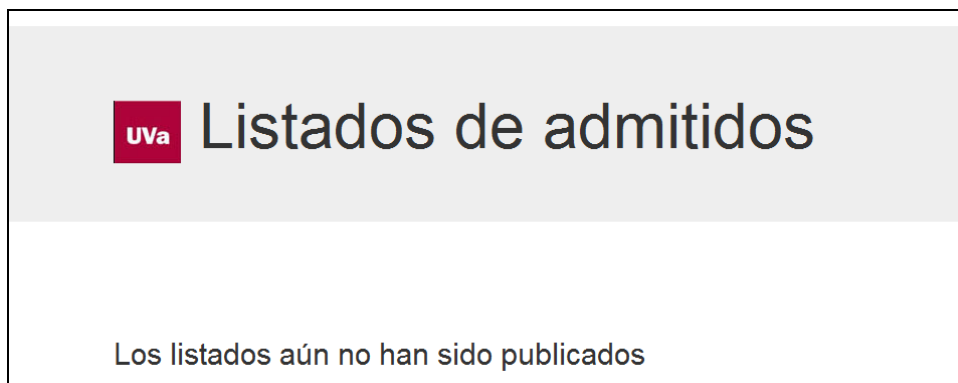 UVa Listados de admitidos
Los listados aún no han sido publicados